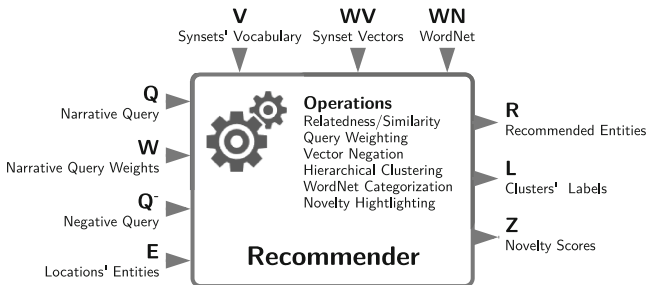 V
Synsets' Vocabulary
WV
Synset Vectors
WN
WordNet
Q
Narrative Query
W
Narrative Query Weights
Q-
Negative Query
E
Locations' Entities
Operations
Relatedness/Similarity
Query Weighting
Vector Negation
Hierarchical Clustering
WordNet Categorization
Novelty Hightlighting
Recommender
R
Recommended Entities
L
Clusters' Labels
Z
Novelty Scores